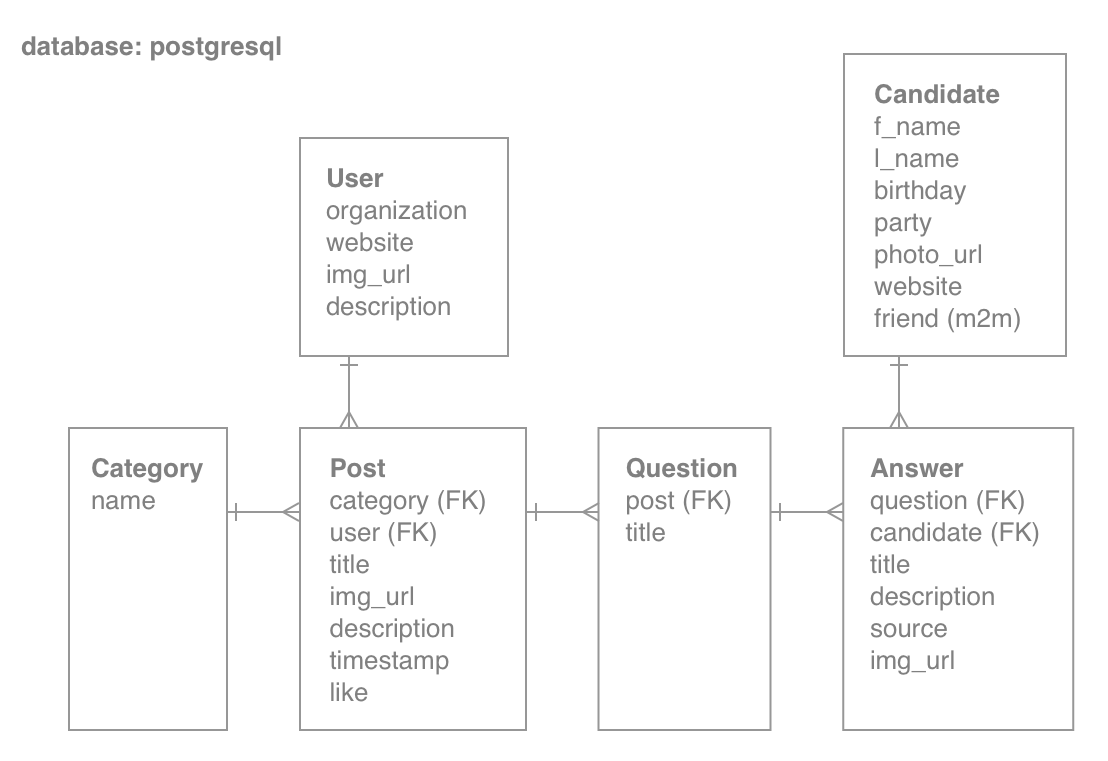 database: postgresql
User
organization
website
img_url
description
Candidate
f_name
l_name
birthday
party
photo_url
website
friend (m2m)
Category
name
Post
category (FK)
user (FK)
title
img_url
description
timestamp
like
Question
post (FK)
title
Answer
question (FK)
candidate (FK)
title
description
source
img_url